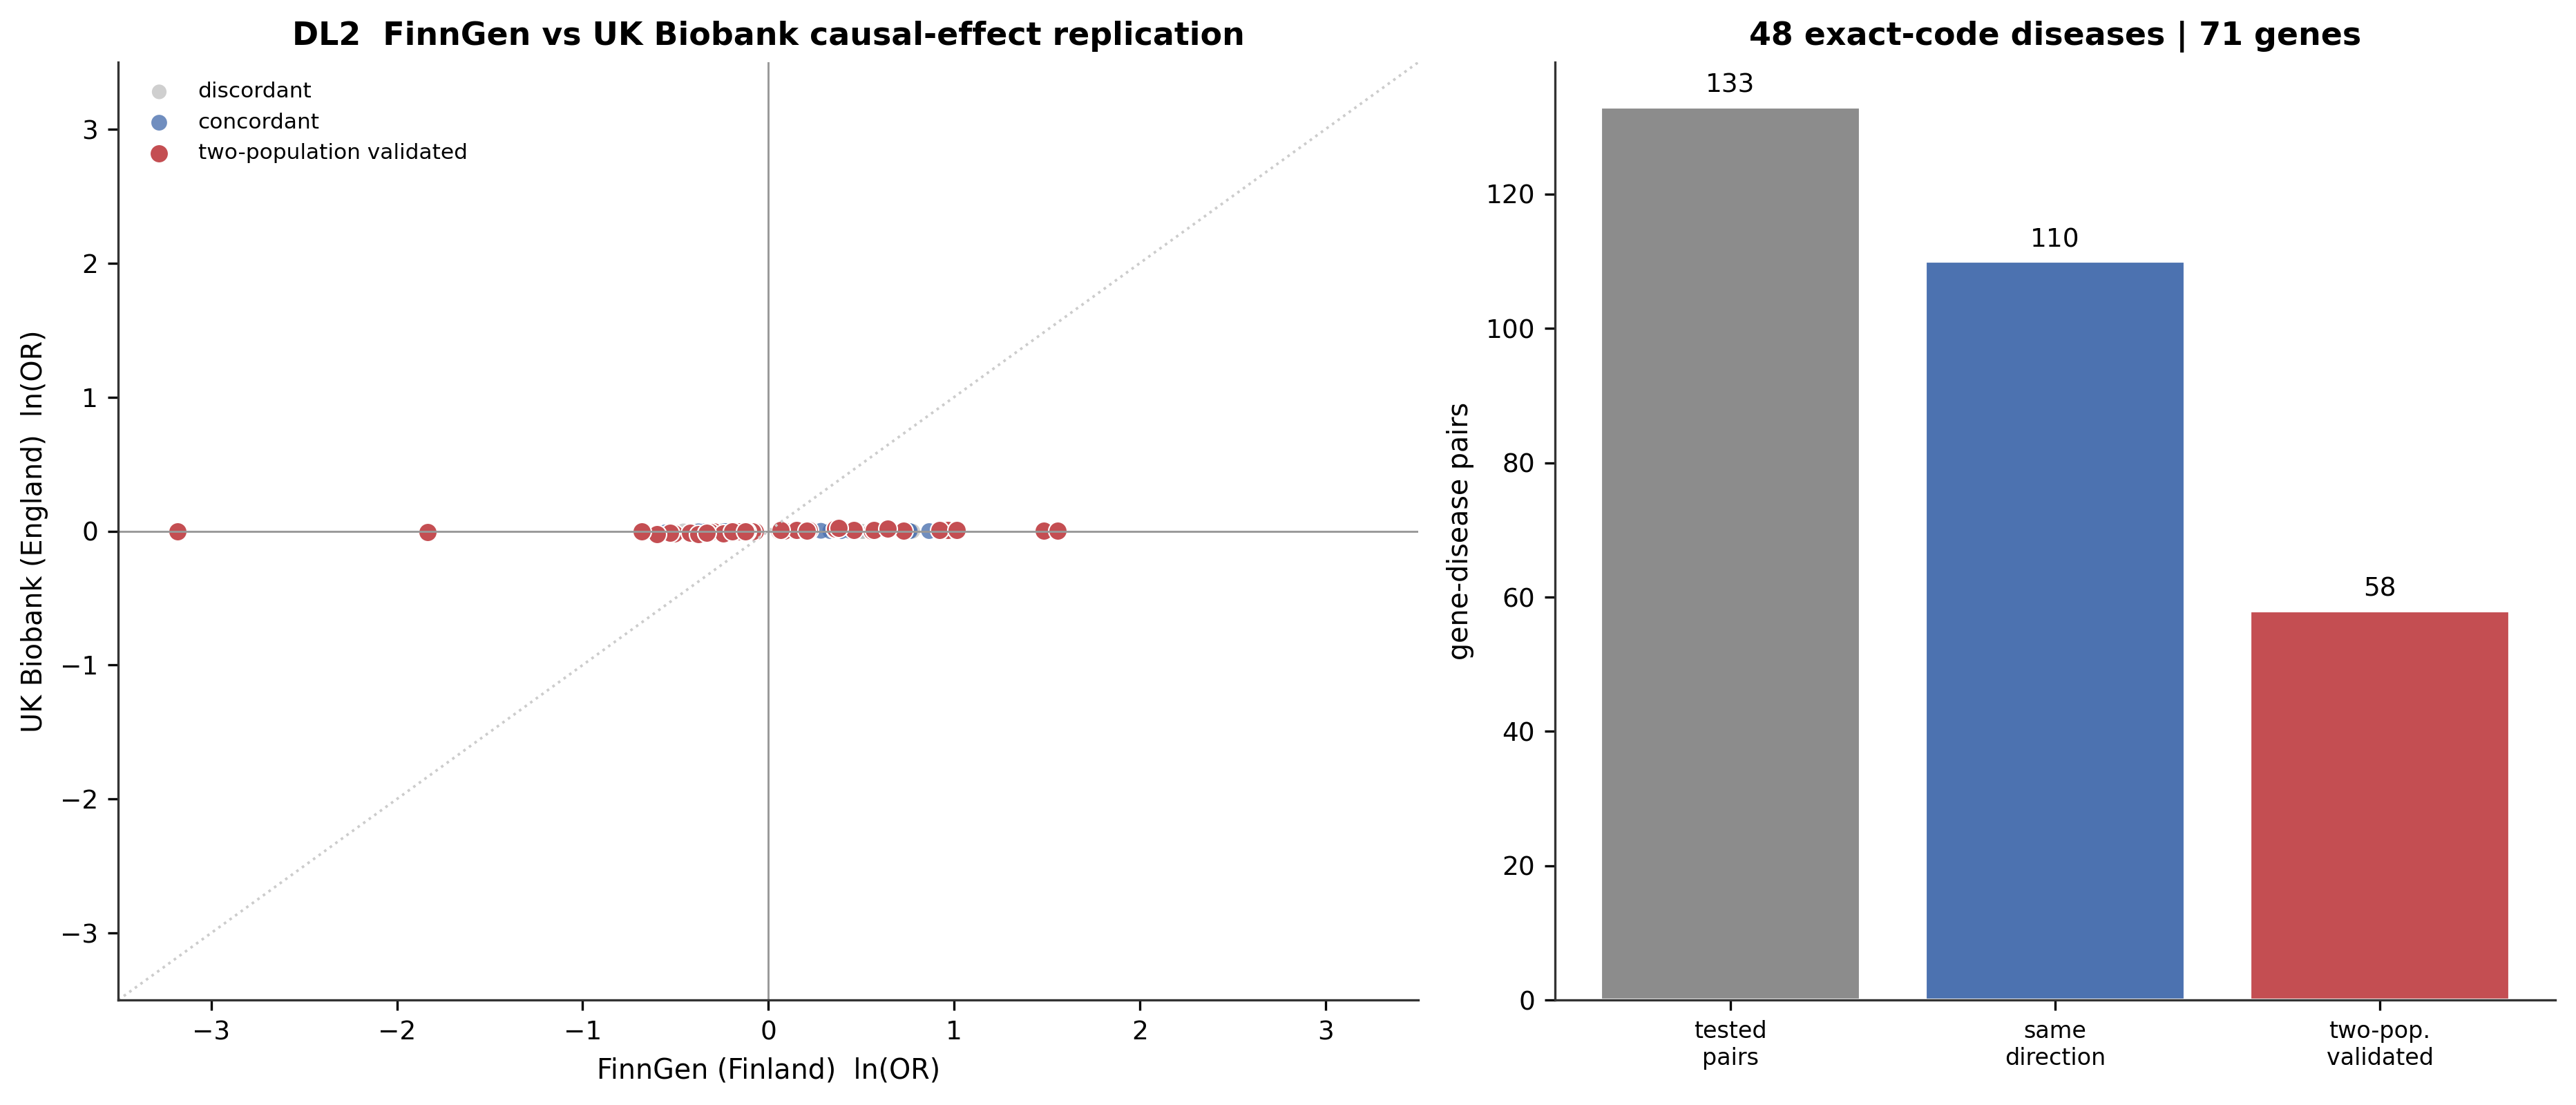 DL2  FinnGen vs UK Biobank causal-effect replication
discordant
concordant
two-population validated
UK Biobank (England)  ln(OR)
3
2
1
0
−1
−2
−3
−3
−2
−1
0
1
2
3
FinnGen (Finland)  ln(OR)
48 exact-code diseases | 71 genes
gene-disease pairs
120
100
80
60
40
20
0
133
110
58
tested
pairs
same
direction
two-pop.
validated